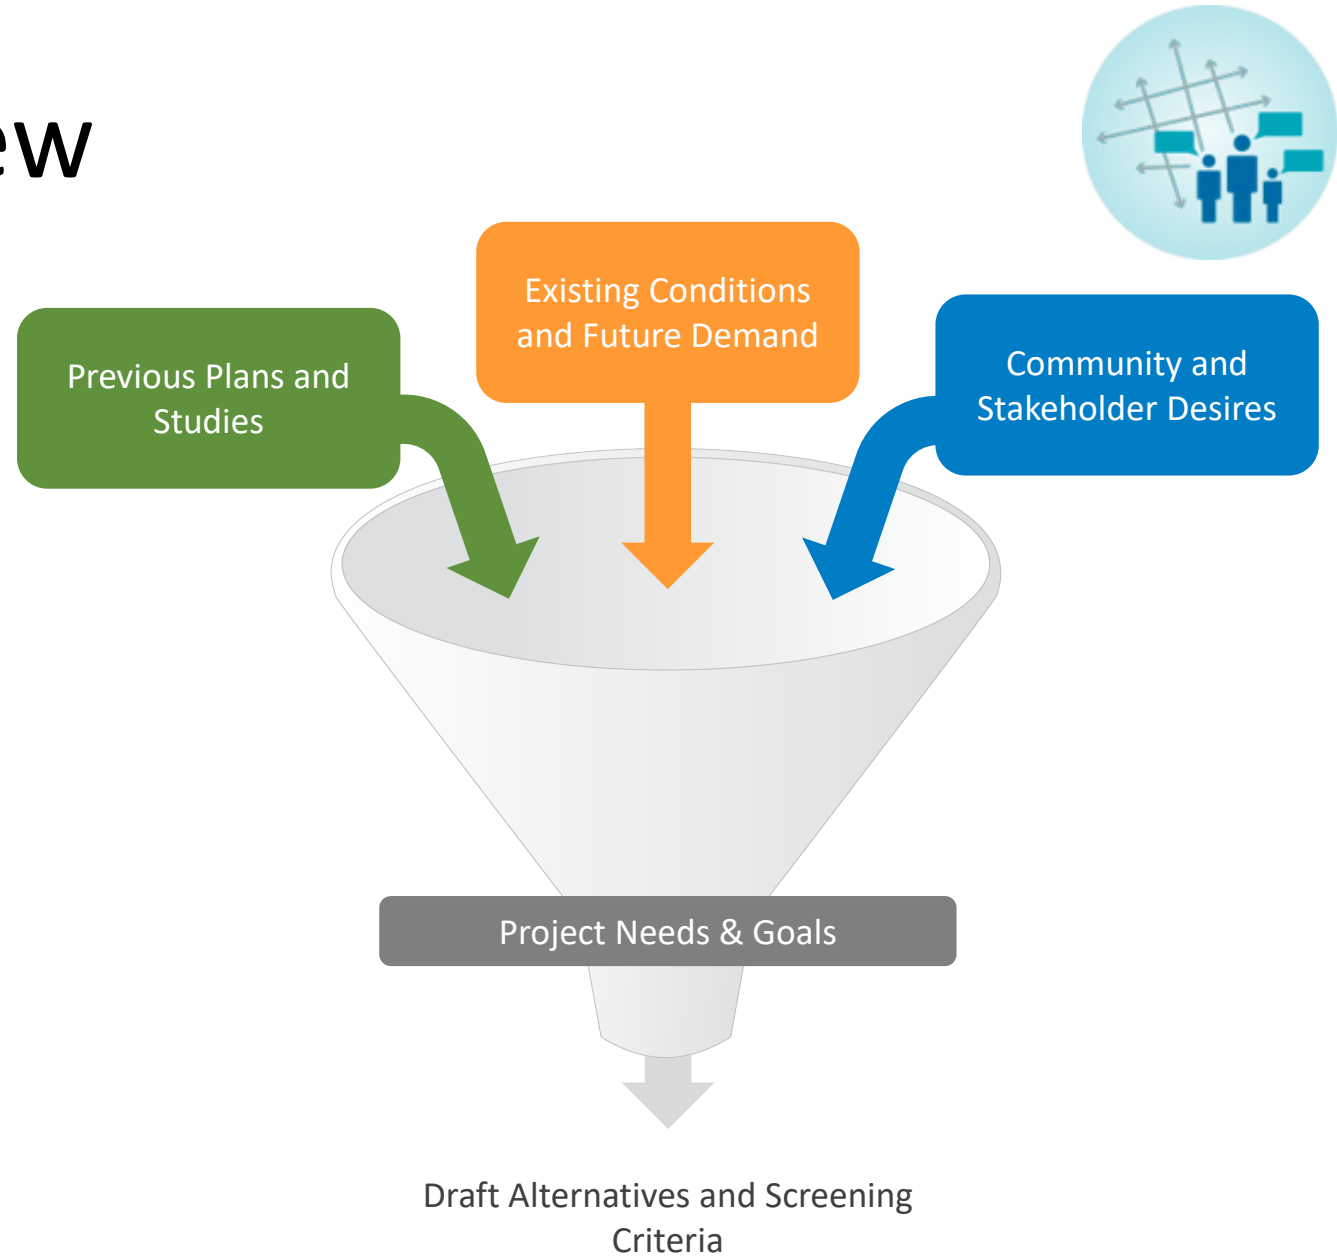 ew
Existing Conditions
and Future Demand
Previous Plans and
Studies
Community and
Stakeholder Desires
Project Needs & Goals
Draft Alternatives and Screening
Criteria